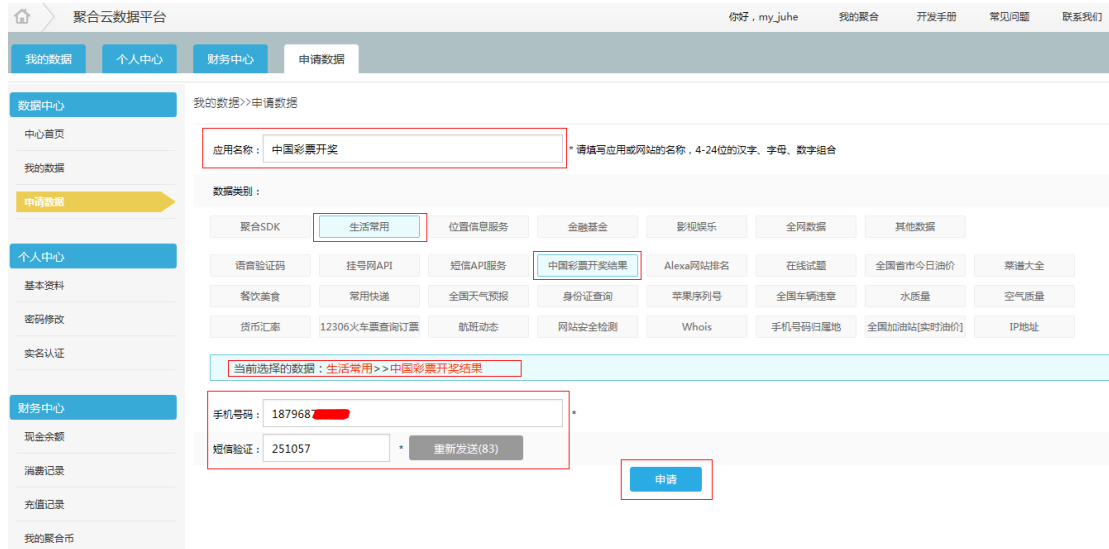 聚合云数据平台 你好，my_juhe 我的聚合 开发手册 常见问题 联系我们
我的数据 个人中心 财务中心 申请数据
数据中心
中心首页
我的数据
申请数据
个人中心
基本资料
密码修改
实名认证
财务中心
现金余额
消费记录
充值记录
我的聚合币
我的数据>>申请数据
应用名称： 中国彩票开奖 * 请填写应用或网站的名称，4-24位的汉字、字母、数字组合
数据类别：
聚合SDK 生活常用 位置信息服务 金融基金 影视娱乐 全网数据 其他数据
语音验证码 挂号网API 短信API服务 中国彩票开奖结果 Alexa网站排名 在线试题 全国省市今日油价 菜谱大全
餐饮美食 常用快递 全国天气预报 身份证查询 苹果序列号 全国车辆违章 水质量 空气质量
货币汇率 12306火车票查询订票 航班动态 网站安全检测 Whois 手机号码归属地 全国加油站[实时油价] IP地址
当前选择的数据：生活常用>>中国彩票开奖结果
手机号码： 187968 *
短信验证： 251057 * 重新发送(83)
申请